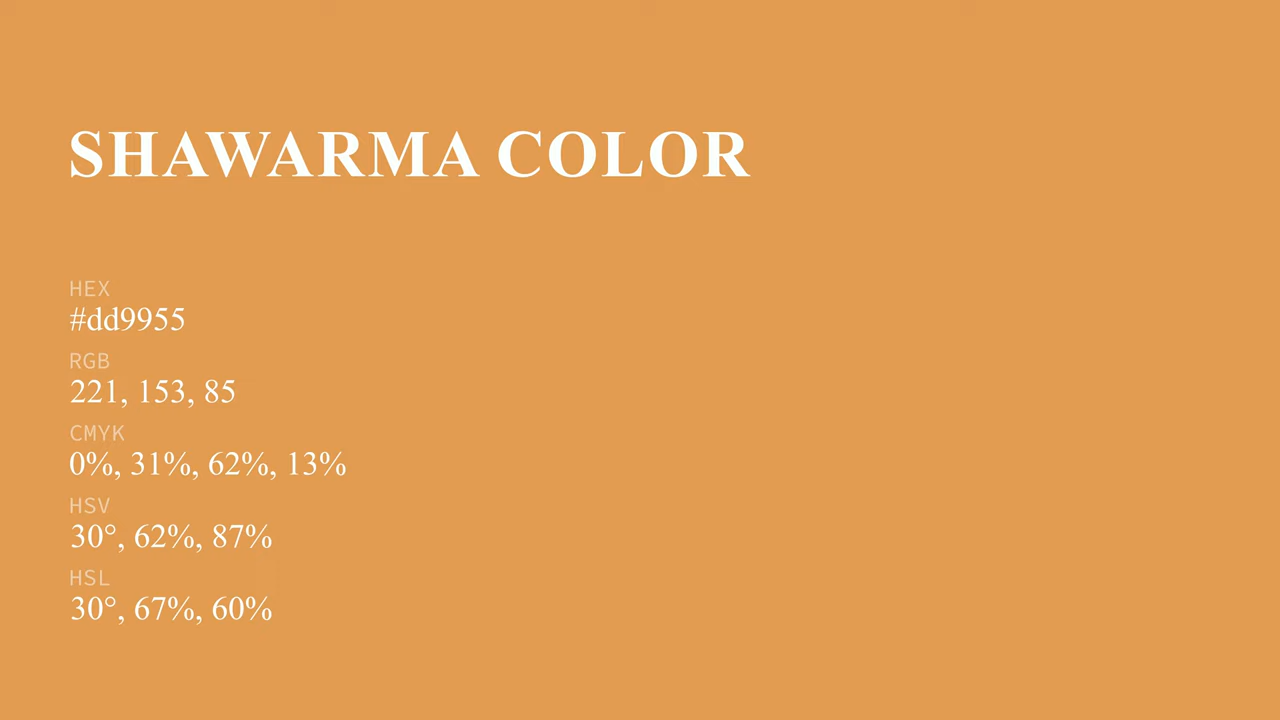 SHAWARMA COLOR
HEX
#dd9955
RGB
221, 153, 85
CMYK
0%, 31%, 62%, 13%
HSV
30°, 62%, 87%
HSL
30°, 67%, 60%